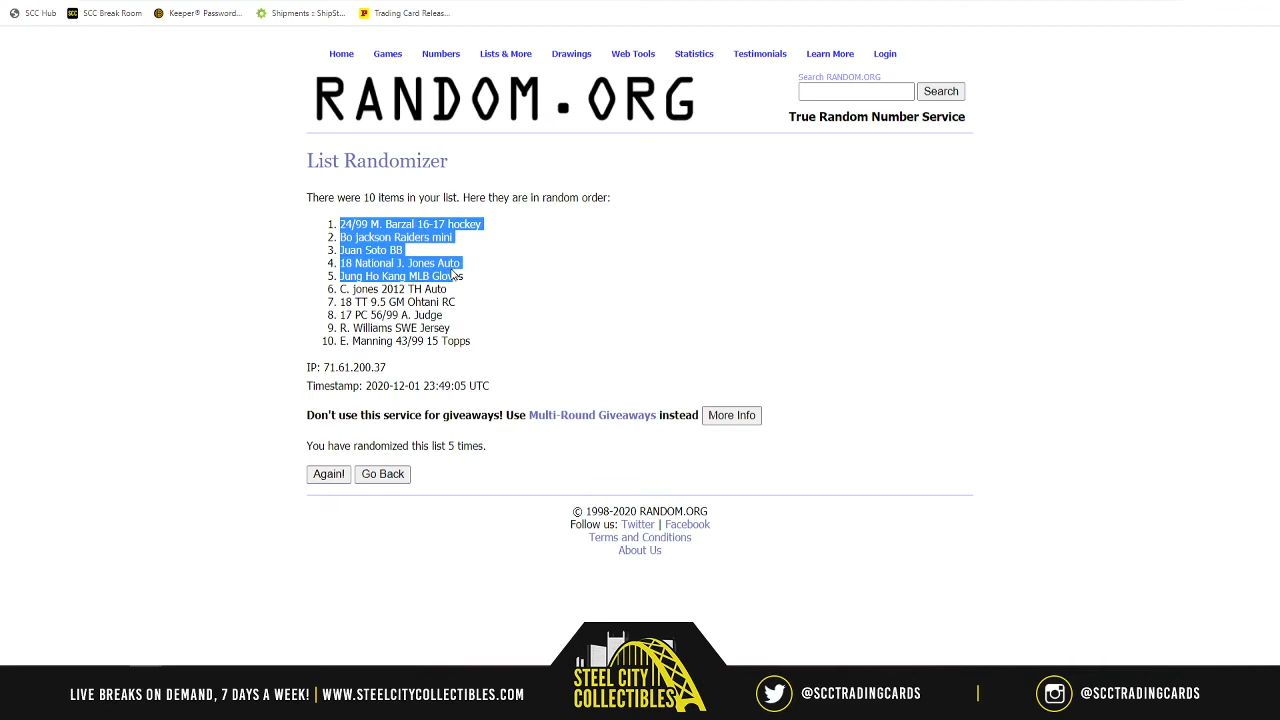 SCC Hub SCC Break Room Keeper® Password... Shipments :: ShipSt... Trading Card Releas...
Home Games Numbers Lists & More Drawings Web Tools Statistics Testimonials Learn More Login
RANDOM.ORG
Search RANDOM.ORG
Search
True Random Number Service
List Randomizer
There were 10 items in your list. Here they are in random order:
1. 24/99 M. Barzal 16-17 hockey
2. Bo jackson Raiders mini
3. Juan Soto BB
4. 18 National J. Jones Auto
5. Jung Ho Kang MLB Gloves
6. C. jones 2012 TH Auto
7. 18 TT 9.5 GM Ohtani RC
8. 17 PC 56/99 A. Judge
9. R. Williams SWE Jersey
10. E. Manning 43/99 15 Topps
IP: 71.61.200.37
Timestamp: 2020-12-01 23:49:05 UTC
Don't use this service for giveaways! Use Multi-Round Giveaways instead More Info
You have randomized this list 5 times.
Again! Go Back
© 1998-2020 RANDOM.ORG
Follow us: Twitter | Facebook
Terms and Conditions
About Us
LIVE BREAKS ON DEMAND, 7 DAYS A WEEK! | WWW.STEELCITYCOLLECTIBLES.COM
STEEL CITY
COLLECTIBLES
@SCCTRADINGCARDS | @SCCTRADINGCARDS